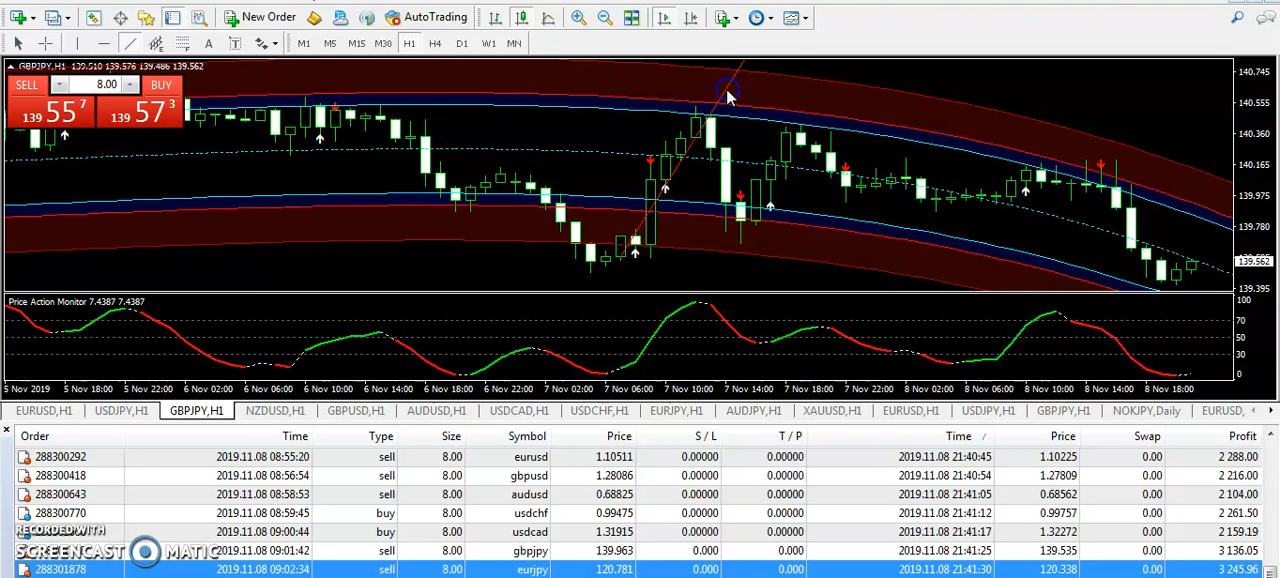 New Order AutoTrading
A T M1 M5 M15 M30 H1 H4 D1 W1 MN
GBPJPY,H1 139.510 139.576 139.486 139.562
SELL 8.00 BUY
139 55 7 139 57 3
140.745
140.555
140.360
140.165
139.975
139.780
139.562
139.395
Price Action Monitor 7.4387 7.4387
100
70
50
30
0
5 Nov 2019 5 Nov 18:00 5 Nov 22:00 6 Nov 02:00 6 Nov 06:00 6 Nov 10:00 6 Nov 14:00 6 Nov 18:00 6 Nov 22:00 7 Nov 02:00 7 Nov 06:00 7 Nov 10:00 7 Nov 14:00 7 Nov 18:00 7 Nov 22:00 8 Nov 02:00 8 Nov 06:00 8 Nov 10:00 8 Nov 14:00 8 Nov 18:00
EURUSD,H1 USDJPY,H1 GBPJPY,H1 NZDUSD,H1 GBPUSD,H1 AUDUSD,H1 USDCAD,H1 USDCHF,H1 EURJPY,H1 AUDJPY,H1 XAUUSD,H1 EURUSD,H1 USDJPY,H1 GBPJPY,H1 NOKJPY,Daily EURUSD,
Order Time Type Size Symbol Price S / L T / P Time Price Swap Profit
288300292 2019.11.08 08:55:20 sell 8.00 eurusd 1.10511 0.00000 0.00000 2019.11.08 21:40:45 1.10225 0.00 2 288.00
288300418 2019.11.08 08:56:54 sell 8.00 gbpusd 1.28086 0.00000 0.00000 2019.11.08 21:40:54 1.27809 0.00 2 216.00
288300643 2019.11.08 08:58:53 sell 8.00 audusd 0.68825 0.00000 0.00000 2019.11.08 21:41:05 0.68562 0.00 2 104.00
288300770 2019.11.08 08:59:45 buy 8.00 usdchf 0.99475 0.00000 0.00000 2019.11.08 21:41:12 0.99757 0.00 2 261.50
2019.11.08 09:00:44 buy 8.00 usdcad 1.31915 0.00000 0.00000 2019.11.08 21:41:17 1.32272 0.00 2 159.19
2019.11.08 09:01:42 sell 8.00 gbpjpy 139.963 0.000 0.000 2019.11.08 21:41:25 139.535 0.00 3 136.05
288301878 2019.11.08 09:02:34 sell 8.00 eurjpy 120.781 0.000 0.000 2019.11.08 21:41:30 120.338 0.00 3 245.96
RECORDED WITH
SCREENCAST MATIC